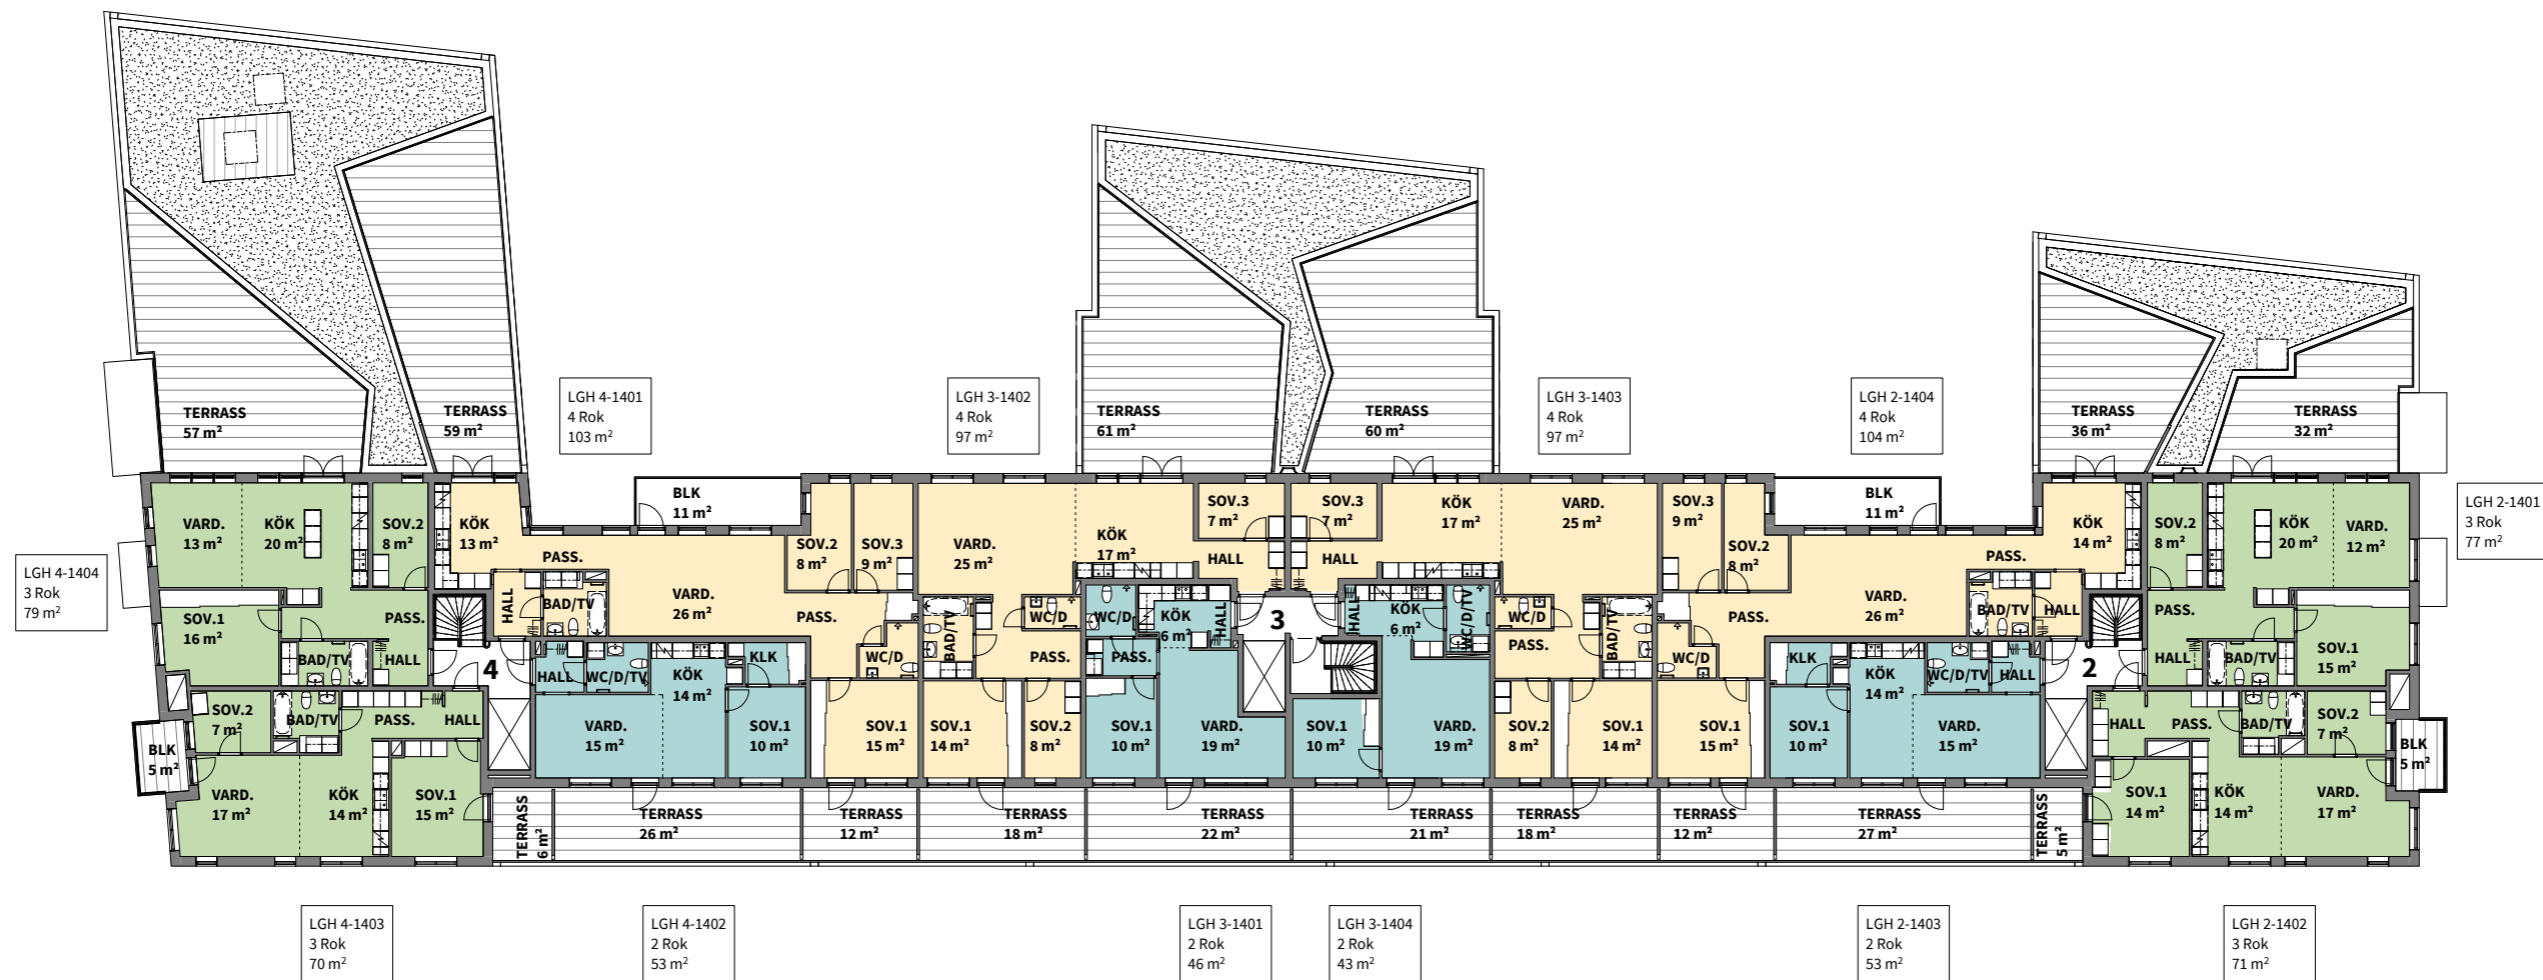 LGH 4-1401
4 Rok
103 m²
LGH 3-1402
4 Rok
97 m²
LGH 3-1403
4 Rok
97 m²
LGH 2-1404
4 Rok
104 m²
TERRASS
57 m²
TERRASS
59 m²
TERRASS
61 m²
TERRASS
60 m²
TERRASS
36 m²
TERRASS
32 m²
LGH 4-1404
3 Rok
79 m²
LGH 2-1401
3 Rok
77 m²
VARD.
13 m²
KÖK
20 m²
SOV.2
8 m²
SOV.1
16 m²
PASS.
BAD/TV
HALL
4
KÖK
13 m²
PASS.
HALL
BAD/TV
VARD.
26 m²
BLK
11 m²
SOV.2
8 m²
SOV.3
9 m²
PASS.
WC/D
SOV.1
15 m²
VARD.
25 m²
KÖK
17 m²
SOV.3
7 m²
HALL
BAD/TV
WC/D
PASS.
SOV.1
14 m²
SOV.2
8 m²
WC/D
KÖK
6 m²
HALL
PASS.
SOV.1
10 m²
VARD.
19 m²
3
SOV.3
7 m²
HALL
KÖK
17 m²
VARD.
25 m²
HALL
KÖK
6 m²
WC/D/TV
SOV.1
10 m²
VARD.
19 m²
WC/D
PASS.
BAD/TV
SOV.2
8 m²
SOV.1
14 m²
SOV.3
9 m²
SOV.2
8 m²
BLK
11 m²
PASS.
WC/D
SOV.1
15 m²
VARD.
26 m²
PASS.
KÖK
14 m²
BAD/TV
HALL
KLK
KÖK
14 m²
WC/D/TV
HALL
SOV.1
10 m²
VARD.
15 m²
2
SOV.2
8 m²
KÖK
20 m²
VARD.
12 m²
PASS.
HALL
BAD/TV
SOV.1
15 m²
HALL
PASS.
BAD/TV
SOV.2
7 m²
BLK
5 m²
SOV.1
14 m²
KÖK
14 m²
VARD.
17 m²
HALL
WC/D/TV
KÖK
14 m²
KLK
VARD.
15 m²
SOV.1
10 m²
SOV.2
7 m²
BAD/TV
PASS.
HALL
BLK
5 m²
VARD.
17 m²
KÖK
14 m²
SOV.1
15 m²
TERRASS
6 m²
TERRASS
26 m²
TERRASS
12 m²
TERRASS
18 m²
TERRASS
22 m²
TERRASS
21 m²
TERRASS
18 m²
TERRASS
12 m²
TERRASS
27 m²
TERRASS
5 m²
LGH 4-1403
3 Rok
70 m²
LGH 4-1402
2 Rok
53 m²
LGH 3-1401
2 Rok
46 m²
LGH 3-1404
2 Rok
43 m²
LGH 2-1403
2 Rok
53 m²
LGH 2-1402
3 Rok
71 m²